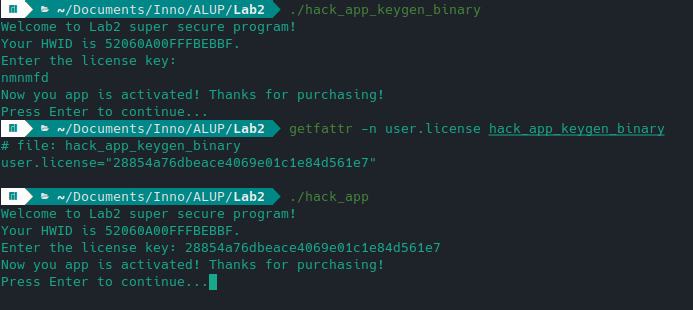 ~/Documents/Inno/ALUP/Lab2 ./hack_app_keygen_binary
Welcome to Lab2 super secure program!
Your HWID is 52060A00FFFBEBBF.
Enter the license key:
nmnmfd
Now you app is activated! Thanks for purchasing!
Press Enter to continue...
~/Documents/Inno/ALUP/Lab2 getfattr -n user.license hack_app_keygen_binary
# file: hack_app_keygen_binary
user.license="28854a76dbeace4069e01c1e84d561e7"
~/Documents/Inno/ALUP/Lab2 ./hack_app
Welcome to Lab2 super secure program!
Your HWID is 52060A00FFFBEBBF.
Enter the license key: 28854a76dbeace4069e01c1e84d561e7
Now you app is activated! Thanks for purchasing!
Press Enter to continue...